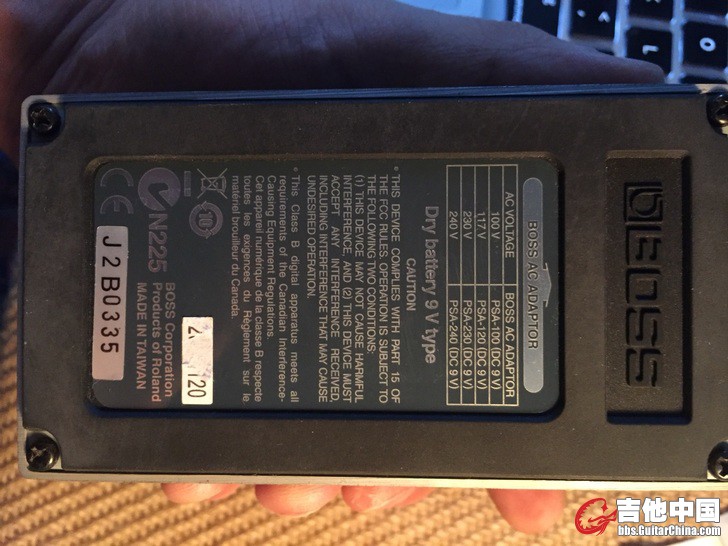 BOSS
BOSS AC ADAPTOR
AC VOLTAGE BOSS AC ADAPTOR
100 V PSA-100 (DC 9 V)
117 V PSA-120 (DC 9 V)
230 V PSA-230 (DC 9 V)
240 V PSA-240 (DC 9 V)
Dry battery 9 V type
CAUTION
* THIS DEVICE COMPLIES WITH PART 15 OF
THE FCC RULES. OPERATION IS SUBJECT TO
THE FOLLOWING TWO CONDITIONS:
(1) THIS DEVICE MAY NOT CAUSE HARMFUL
INTERFERENCE, AND (2) THIS DEVICE MUST
ACCEPT ANY INTERFERENCE RECEIVED,
INCLUDING INTERFERENCE THAT MAY CAUSE
UNDESIRED OPERATION.
* This Class B digital apparatus meets all
requirements of the Canadian Interference-
Causing Equipment Regulations.
Cet appareil numérique de la classe B respecte
toutes les exigences du Règlement sur le
matériel brouilleur du Canada.
10
CE
N225
BOSS Corporation
Products of Roland
MADE IN TAIWAN
120
J2B0335
吉他中国
bbs.GuitarChina.com